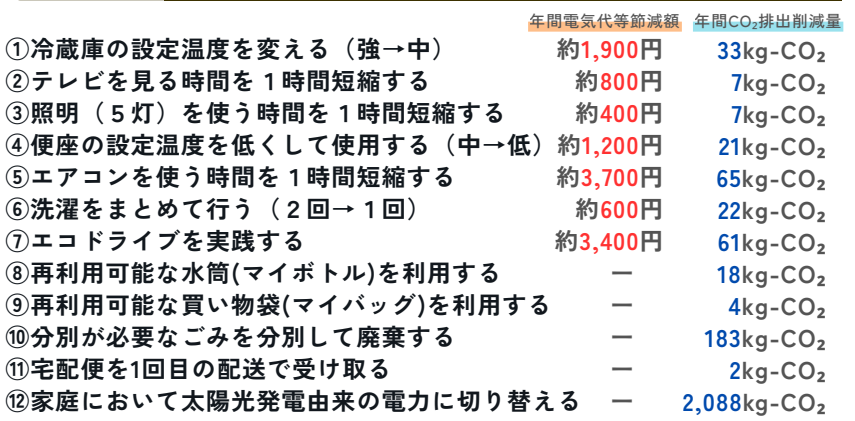 年間電気代等節減額 年間CO₂排出削減量
①冷蔵庫の設定温度を変える（強→中） 約1,900円 33kg-CO₂
②テレビを見る時間を１時間短縮する 約800円 7kg-CO₂
③照明（５灯）を使う時間を１時間短縮する 約400円 7kg-CO₂
④便座の設定温度を低くして使用する（中→低） 約1,200円 21kg-CO₂
⑤エアコンを使う時間を１時間短縮する 約3,700円 65kg-CO₂
⑥洗濯をまとめて行う（２回→１回） 約600円 22kg-CO₂
⑦エコドライブを実践する 約3,400円 61kg-CO₂
⑧再利用可能な水筒(マイボトル)を利用する ー 18kg-CO₂
⑨再利用可能な買い物袋(マイバッグ)を利用する ー 4kg-CO₂
⑩分別が必要なごみを分別して廃棄する ー 183kg-CO₂
⑪宅配便を1回目の配送で受け取る ー 2kg-CO₂
⑫家庭において太陽光発電由来の電力に切り替える ー 2,088kg-CO₂